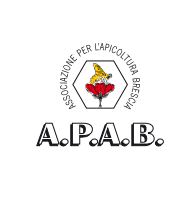 ASSOCIAZIONE PER L'APICOLTURA BRESCIA
A.P.A.B.